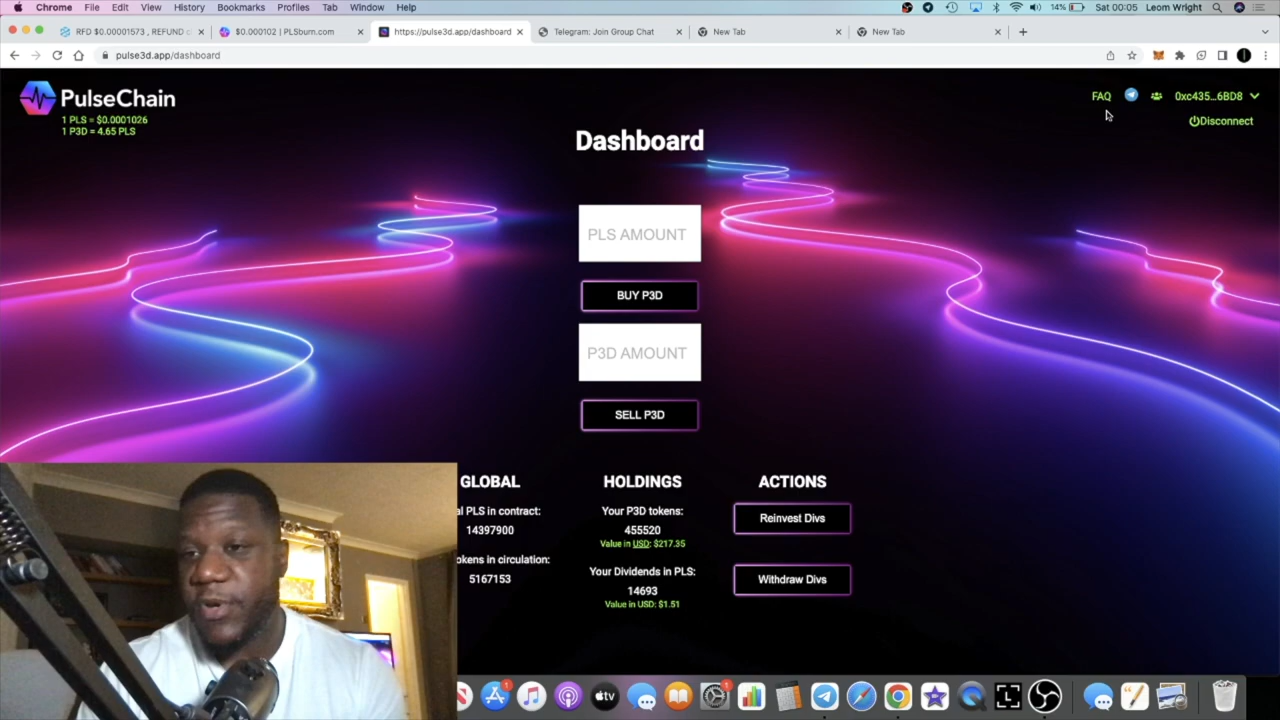 Chrome File Edit View History Bookmarks Profiles Tab Window Help 14% Sat 00:05 Leom Wright
RFD $0.00001573 , REFUND $0.000102 | PLSburn.com https://pulse3d.app/dashboard Telegram: Join Group Chat New Tab New Tab
pulse3d.app/dashboard
PulseChain
1 PLS = $0.0001026
1 P3D = 4.65 PLS
FAQ 0xc435...6BD8
Disconnect
Dashboard
PLS AMOUNT
BUY P3D
P3D AMOUNT
SELL P3D
GLOBAL HOLDINGS ACTIONS
al PLS in contract:
14397900
okens in circulation:
5167153
Your P3D tokens:
455520
Value in USD: $217.35
Your Dividends in PLS:
14693
Value in USD: $1.51
Reinvest Divs
Withdraw Divs
tv